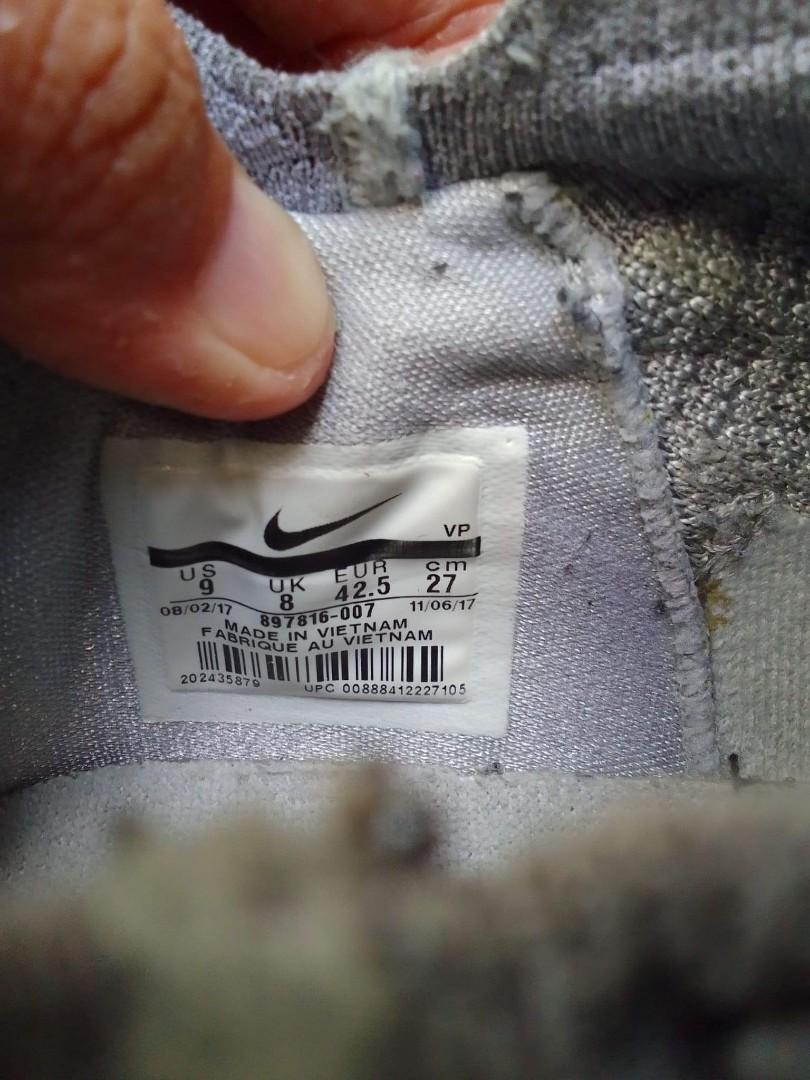 VP
US UK EUR cm
9 8 42.5 27
08/02/17 897816-007 11/06/17
MADE IN VIETNAM
FABRIQUE AU VIETNAM
202435879 UPC 00888412227105